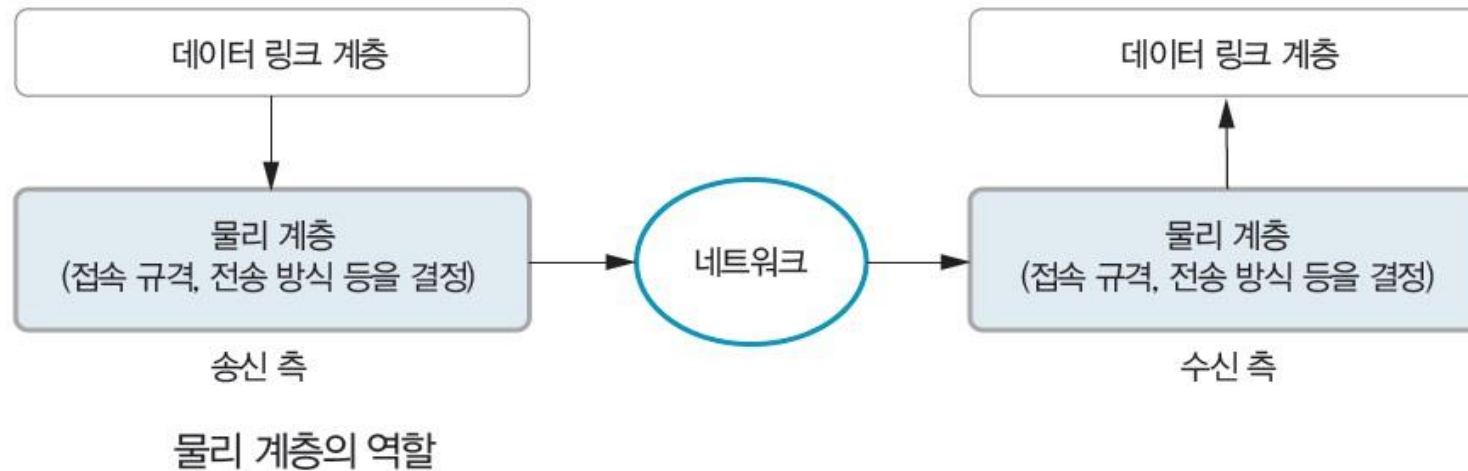 데이터 링크 계층
데이터 링크 계층
물리 계층
(접속 규격, 전송 방식 등을 결정)
네트워크
물리 계층
(접속 규격, 전송 방식 등을 결정)
송신 측
수신 측
물리 계층의 역할